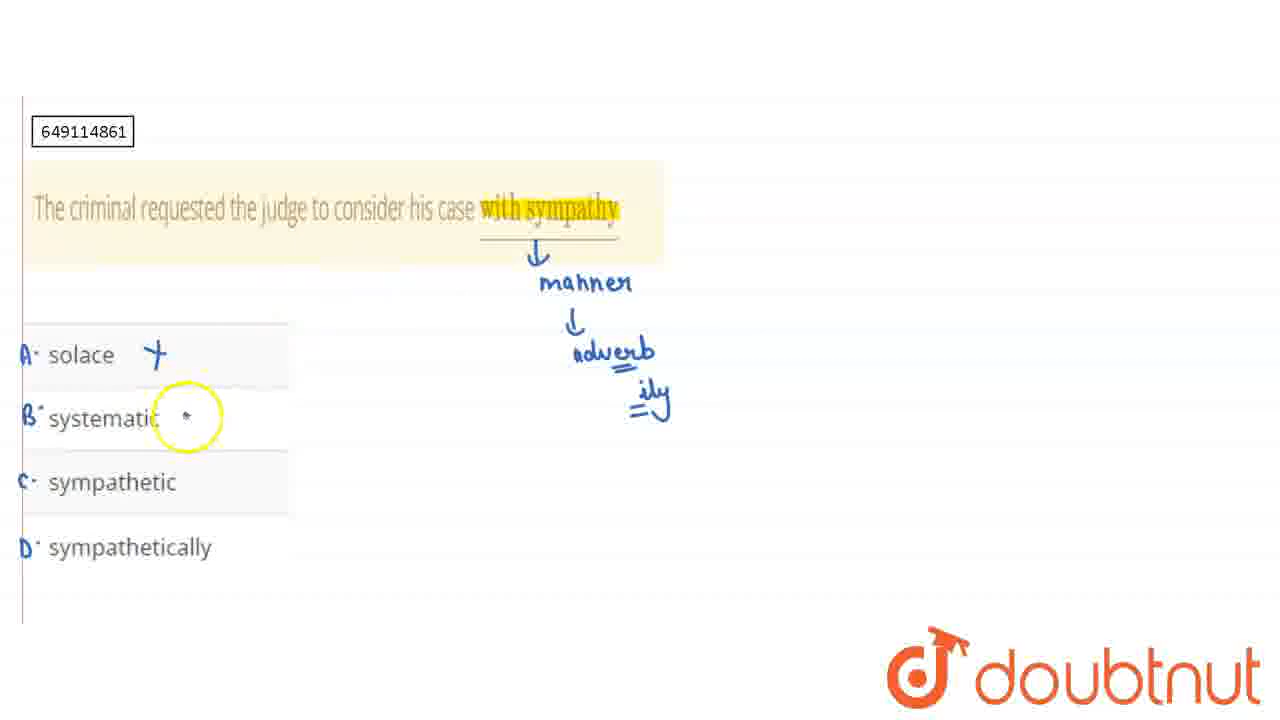 649114861
The criminal requested the judge to consider his case with sympathy
manner
adverb
ily
A. solace
B. systematic
C. sympathetic
D. sympathetically
doubtnut